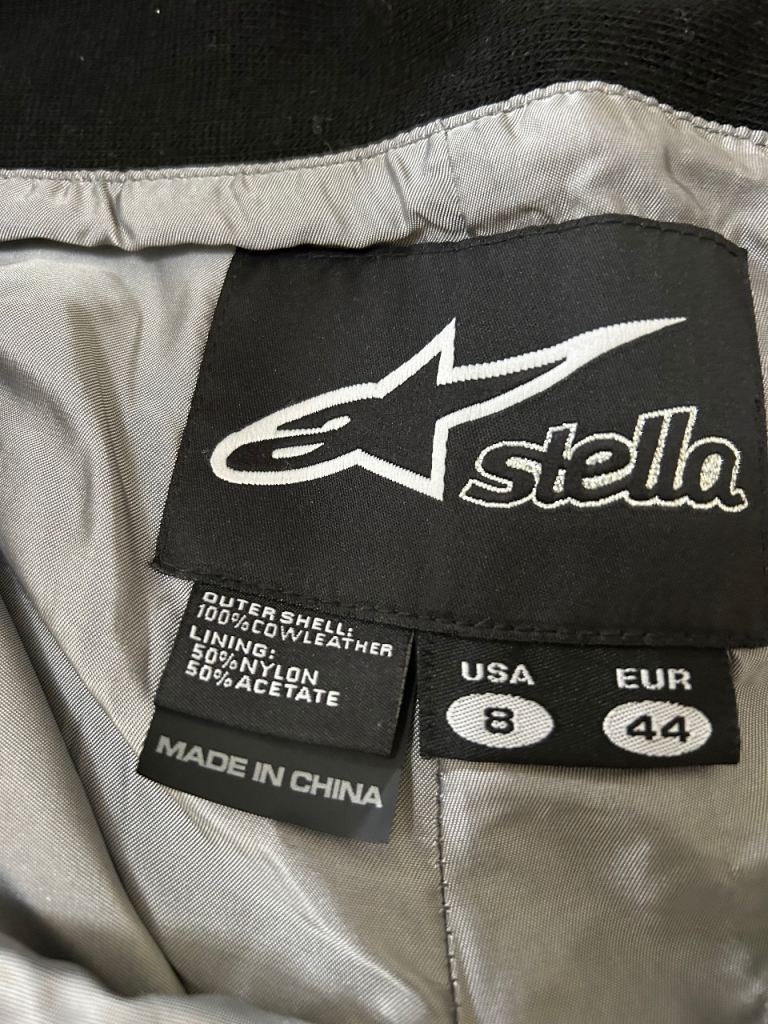 stella
OUTER SHELL:
100% COWLEATHER
LINING:
50% NYLON
50% ACETATE
MADE IN CHINA
USA EUR
8 44